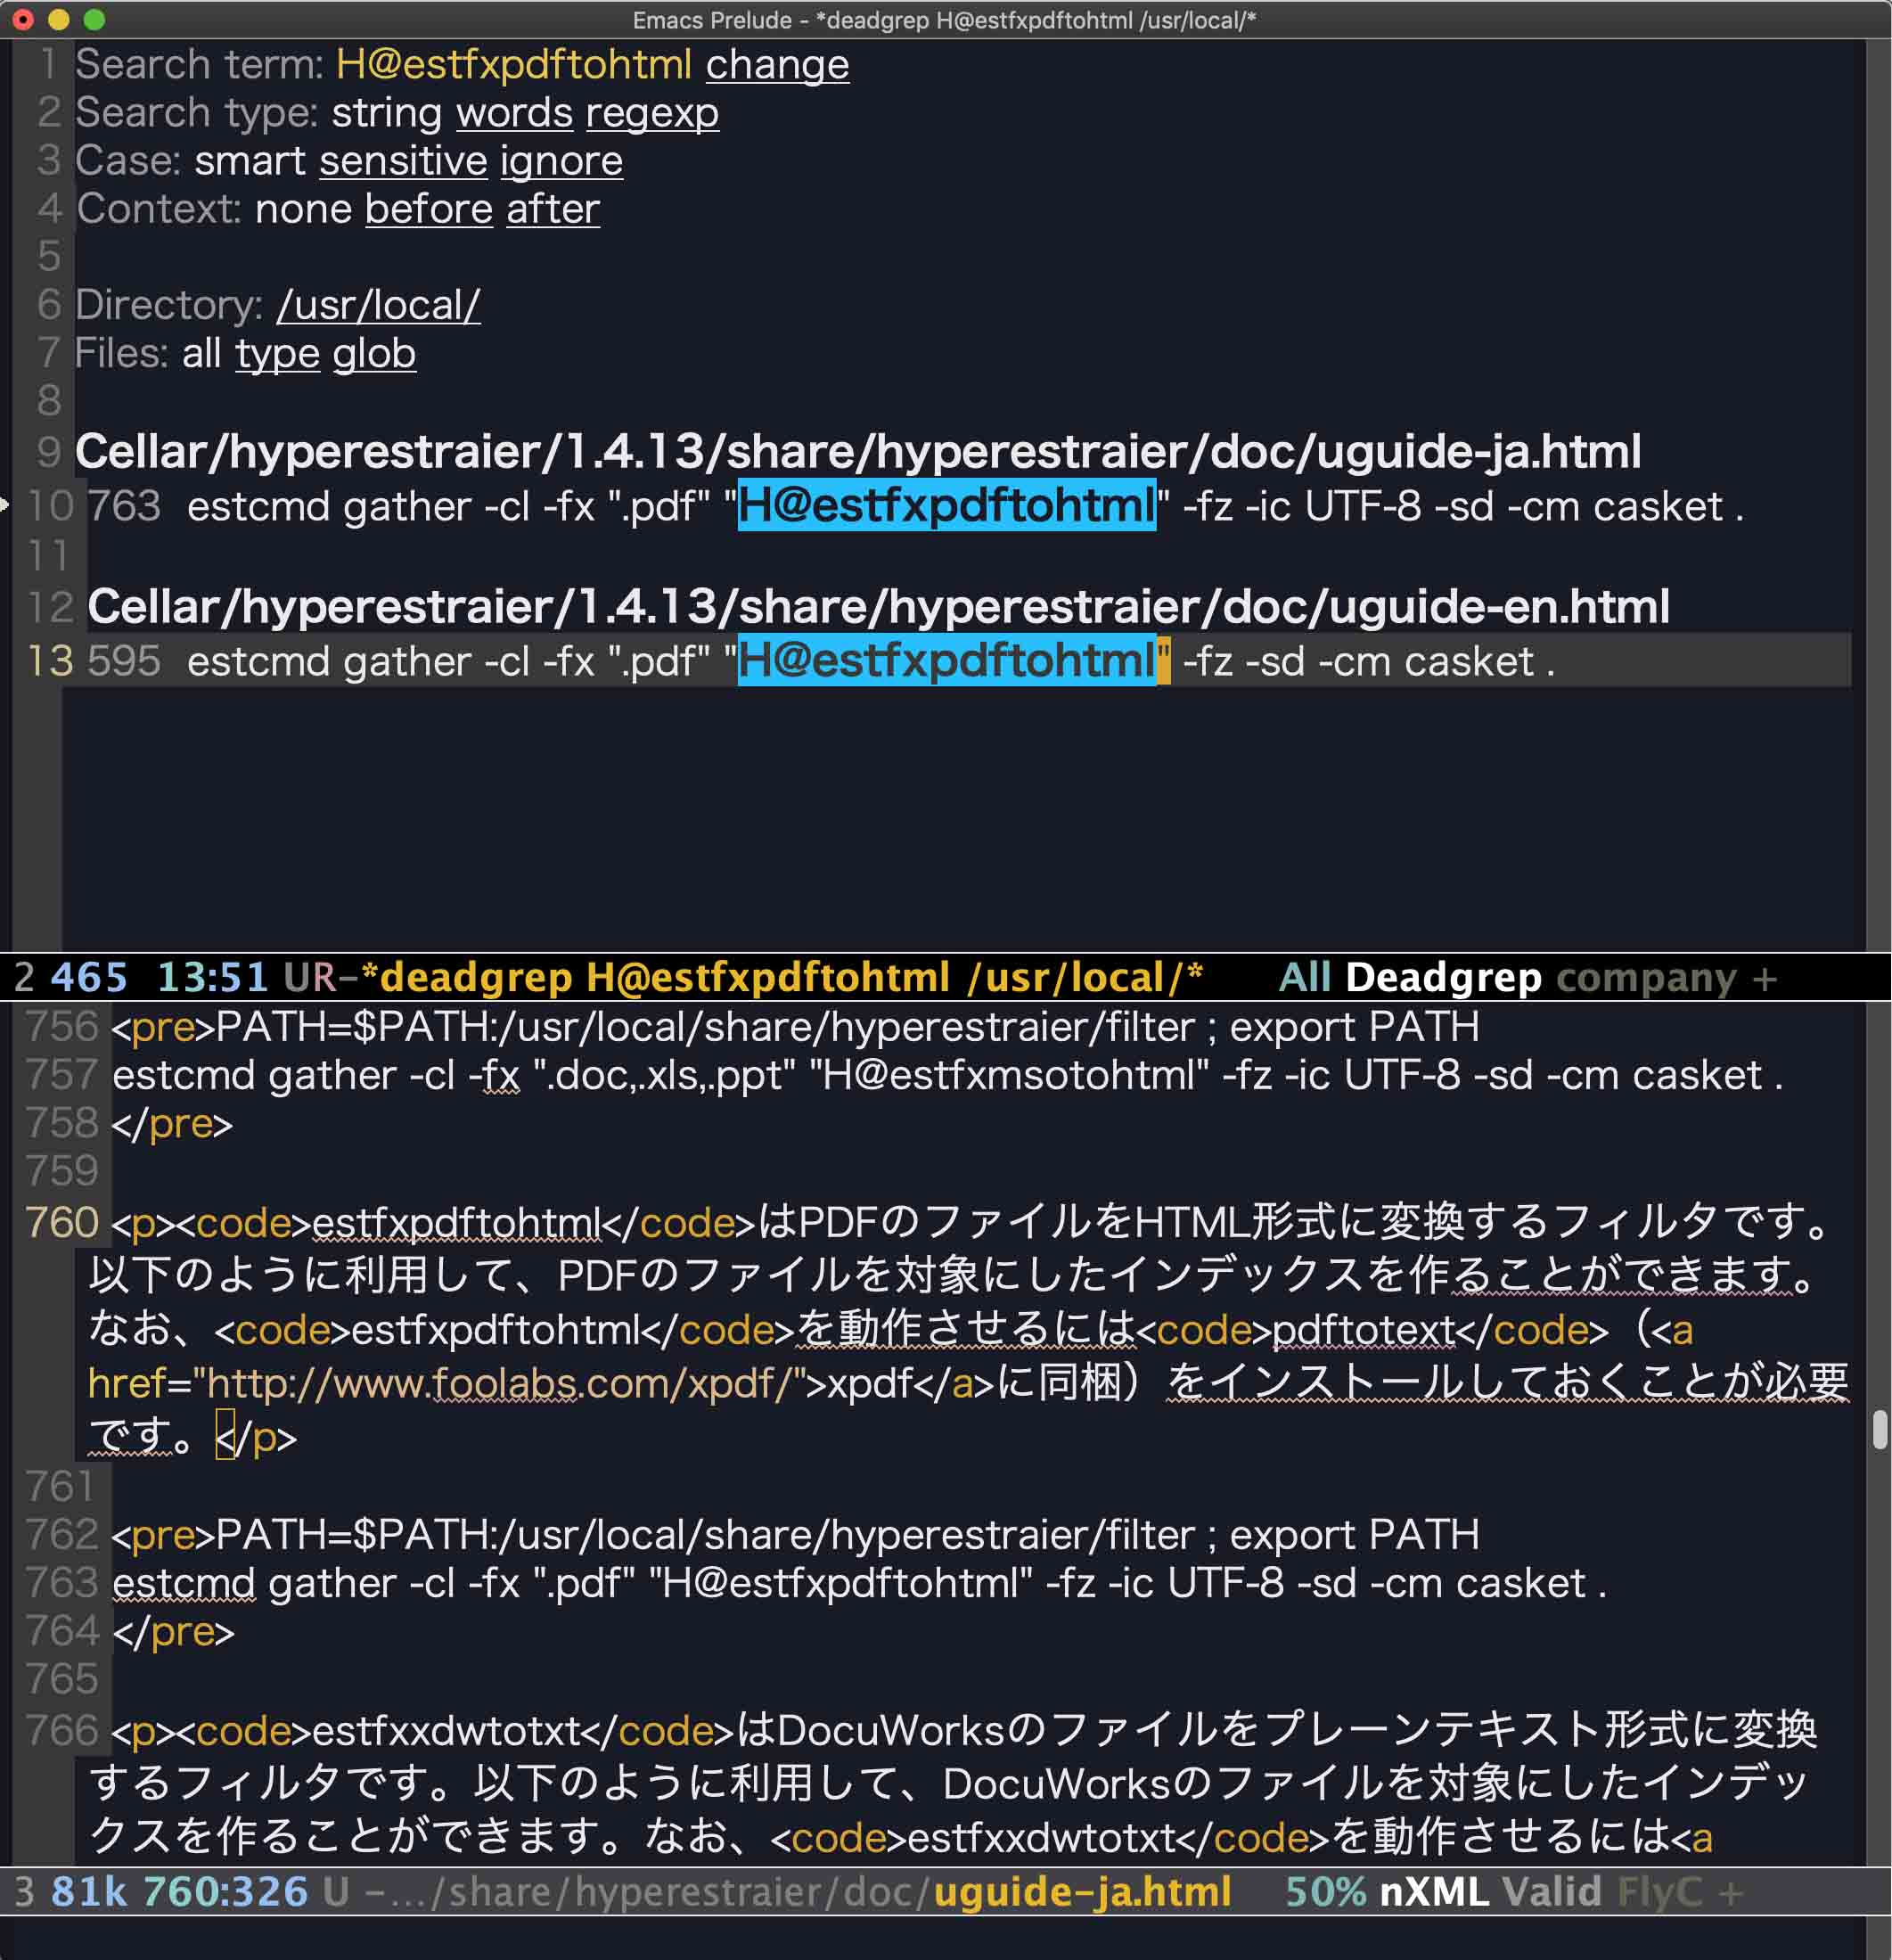 Emacs Prelude - *deadgrep H@estfxpdftohtml /usr/local/*
1 Search term: H@estfxpdftohtml change
2 Search type: string words regexp
3 Case: smart sensitive ignore
4 Context: none before after
5
6 Directory: /usr/local/
7 Files: all type glob
8
9 Cellar/hyperestraier/1.4.13/share/hyperestraier/doc/uguide-ja.html
10 763 estcmd gather -cl -fx ".pdf" "H@estfxpdftohtml" -fz -ic UTF-8 -sd -cm casket .
11
12 Cellar/hyperestraier/1.4.13/share/hyperestraier/doc/uguide-en.html
13 595 estcmd gather -cl -fx ".pdf" "H@estfxpdftohtml" -fz -sd -cm casket .
2 465 13:51 UR-*deadgrep H@estfxpdftohtml /usr/local/* All Deadgrep company +
756 <pre>PATH=$PATH:/usr/local/share/hyperestraier/filter ; export PATH
757 estcmd gather -cl -fx ".doc,.xls,.ppt" "H@estfxmsotohtml" -fz -ic UTF-8 -sd -cm casket .
758 </pre>
759
760 <p><code>estfxpdftohtml</code>はPDFのファイルをHTML形式に変換するフィルタです。
以下のように利用して、PDFのファイルを対象にしたインデックスを作ることができます。
なお、<code>estfxpdftohtml</code>を動作させるには<code>pdftotext</code>（<a
href="http://www.foolabs.com/xpdf/">xpdf</a>に同梱）をインストールしておくことが必要
です。</p>
761
762 <pre>PATH=$PATH:/usr/local/share/hyperestraier/filter ; export PATH
763 estcmd gather -cl -fx ".pdf" "H@estfxpdftohtml" -fz -ic UTF-8 -sd -cm casket .
764 </pre>
765
766 <p><code>estfxxdwtotxt</code>はDocuWorksのファイルをプレーンテキスト形式に変換
するフィルタです。以下のように利用して、DocuWorksのファイルを対象にしたインデッ
クスを作ることができます。なお、<code>estfxxdwtotxt</code>を動作させるには<a
3 81k 760:326 U -.../share/hyperestraier/doc/uguide-ja.html 50% nXML Valid FlyC +